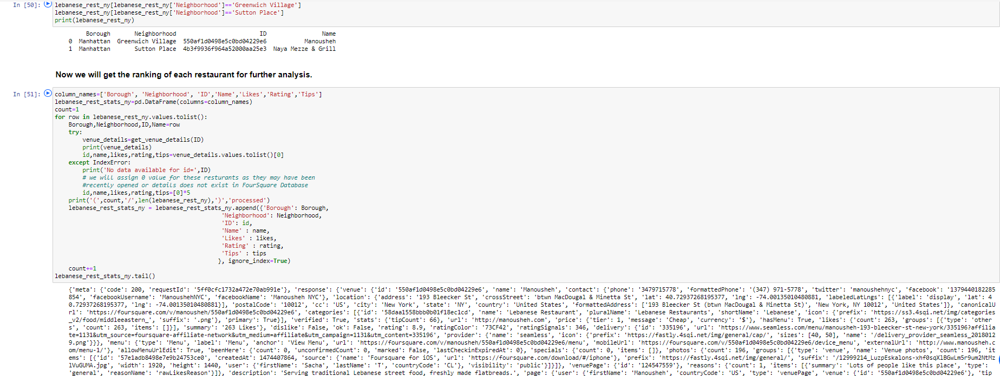 In [50]: lebanese_rest_ny[lebanese_rest_ny['Neighborhood']=='Greenwich Village']
lebanese_rest_ny[lebanese_rest_ny['Neighborhood']=='Sutton Place']
print(lebanese_rest_ny)
Borough Neighborhood ID Name
0 Manhattan Greenwich Village 550af1d0498e5c0bd04229e6 Manousheh
1 Manhattan Sutton Place 4b3f9936f964a52000aa25e3 Naya Mezze & Grill
Now we will get the ranking of each restaurant for further analysis.
In [51]: column_names=['Borough', 'Neighborhood', 'ID','Name','Likes','Rating','Tips']
lebanese_rest_stats_ny=pd.DataFrame(columns=column_names)
count=1
for row in lebanese_rest_ny.values.tolist():
    Borough,Neighborhood,ID,Name=row
    try:
        venue_details=get_venue_details(ID)
        print(venue_details)
        id,name,likes,rating,tips=venue_details.values.tolist()[0]
    except IndexError:
        print('No data available for id=',ID)
        # we will assign 0 value for these resturants as they may have been
        #recently opened or details does not exist in FourSquare Database
        id,name,likes,rating,tips=[0]*5
    print('(',count,'/',len(lebanese_rest_ny),')','processed')
    lebanese_rest_stats_ny = lebanese_rest_stats_ny.append({'Borough': Borough,
                                                'Neighborhood': Neighborhood,
                                                'ID': id,
                                                'Name' : name,
                                                'Likes' : likes,
                                                'Rating' : rating,
                                                'Tips' : tips
                                               }, ignore_index=True)
    count+=1
lebanese_rest_stats_ny.tail()
{'meta': {'code': 200, 'requestId': '5ff0cfc1732a472e70ab991e'}, 'response': {'venue': {'id': '550af1d0498e5c0bd04229e6', 'name': 'Manousheh', 'contact': {'phone': '3479715778', 'formattedPhone': '(347) 971-5778', 'twitter': 'manoushehnyc', 'facebook': '1379440182285
854', 'facebookUsername': 'ManoushehNYC', 'facebookName': 'Manousheh NYC'}, 'location': {'address': '193 Bleecker St', 'crossStreet': 'btwn MacDougal & Minetta St', 'lat': 40.72937268195377, 'lng': -74.00135010480881, 'labeledLatLngs': [{'label': 'display', 'lat': 4
0.72937268195377, 'lng': -74.00135010480881}], 'postalCode': '10012', 'cc': 'US', 'city': 'New York', 'state': 'NY', 'country': 'United States', 'formattedAddress': ['193 Bleecker St (btwn MacDougal & Minetta St)', 'New York, NY 10012', 'United States']}, 'canonicalU
rl': 'https://foursquare.com/v/manousheh/550af1d0498e5c0bd04229e6', 'categories': [{'id': '58daa1558bbb0b01f18ec1cd', 'name': 'Lebanese Restaurant', 'pluralName': 'Lebanese Restaurants', 'shortName': 'Lebanese', 'icon': {'prefix': 'https://ss3.4sqi.net/img/categories
_v2/food/middleeastern_', 'suffix': '.png'}, 'primary': True}], 'verified': True, 'stats': {'tipCount': 66}, 'url': 'http://manousheh.com', 'price': {'tier': 1, 'message': 'Cheap', 'currency': '$'}, 'hasMenu': True, 'likes': {'count': 263, 'groups': [{'type': 'other
s', 'count': 263, 'items': []}], 'summary': '263 Likes'}, 'dislike': False, 'ok': False, 'rating': 8.9, 'ratingColor': '73CF42', 'ratingSignals': 346, 'delivery': {'id': '335196', 'url': 'https://www.seamless.com/menu/manousheh-193-bleecker-st-new-york/335196?affilia
te=1131&utm_source=foursquare-affiliate-network&utm_medium=affiliate&utm_campaign=1131&utm_content=335196', 'provider': {'name': 'seamless', 'icon': {'prefix': 'https://fastly.4sqi.net/img/general/cap/', 'sizes': [40, 50], 'name': '/delivery_provider_seamless_2018012
9.png'}}}, 'menu': {'type': 'Menu', 'label': 'Menu', 'anchor': 'View Menu', 'url': 'https://foursquare.com/v/manousheh/550af1d0498e5c0bd04229e6/menu', 'mobileUrl': 'https://foursquare.com/v/550af1d0498e5c0bd04229e6/device_menu', 'externalUrl': 'http://www.manousheh.c
om/menu-1/'}, 'allowMenuUrlEdit': True, 'beenHere': {'count': 0, 'unconfirmedCount': 0, 'marked': False, 'lastCheckinExpiredAt': 0}, 'specials': {'count': 0, 'items': []}, 'photos': {'count': 196, 'groups': [{'type': 'venue', 'name': 'Venue photos', 'count': 196, 'it
ems': [{'id': '57e1adb8498e7e9b24753ce0', 'createdAt': 1474407864, 'source': {'name': 'Foursquare for iOS', 'url': 'https://foursquare.com/download/#/iphone'}, 'prefix': 'https://fastly.4sqi.net/img/general/', 'suffix': '/12999214_LuzpEskalons-xhf0sqXlBGwLm5r9um2NtMz
lVuGUMA.jpg', 'width': 1920, 'height': 1440, 'user': {'firstName': 'Sacha', 'lastName': 'T', 'countryCode': 'CL'}, 'visibility': 'public'}]}]}, 'venuePage': {'id': '124547559'}, 'reasons': {'count': 1, 'items': [{'summary': 'Lots of people like this place', 'type':
'general', 'reasonName': 'rawLikesReason'}]}, 'description': 'Serving traditional Lebanese street food, freshly made flatbreads.', 'page': {'user': {'firstName': 'Manousheh', 'countryCode': 'US', 'type': 'venuePage', 'venue': {'id': '550af1d0498e5c0bd04229e6'}, 'tip